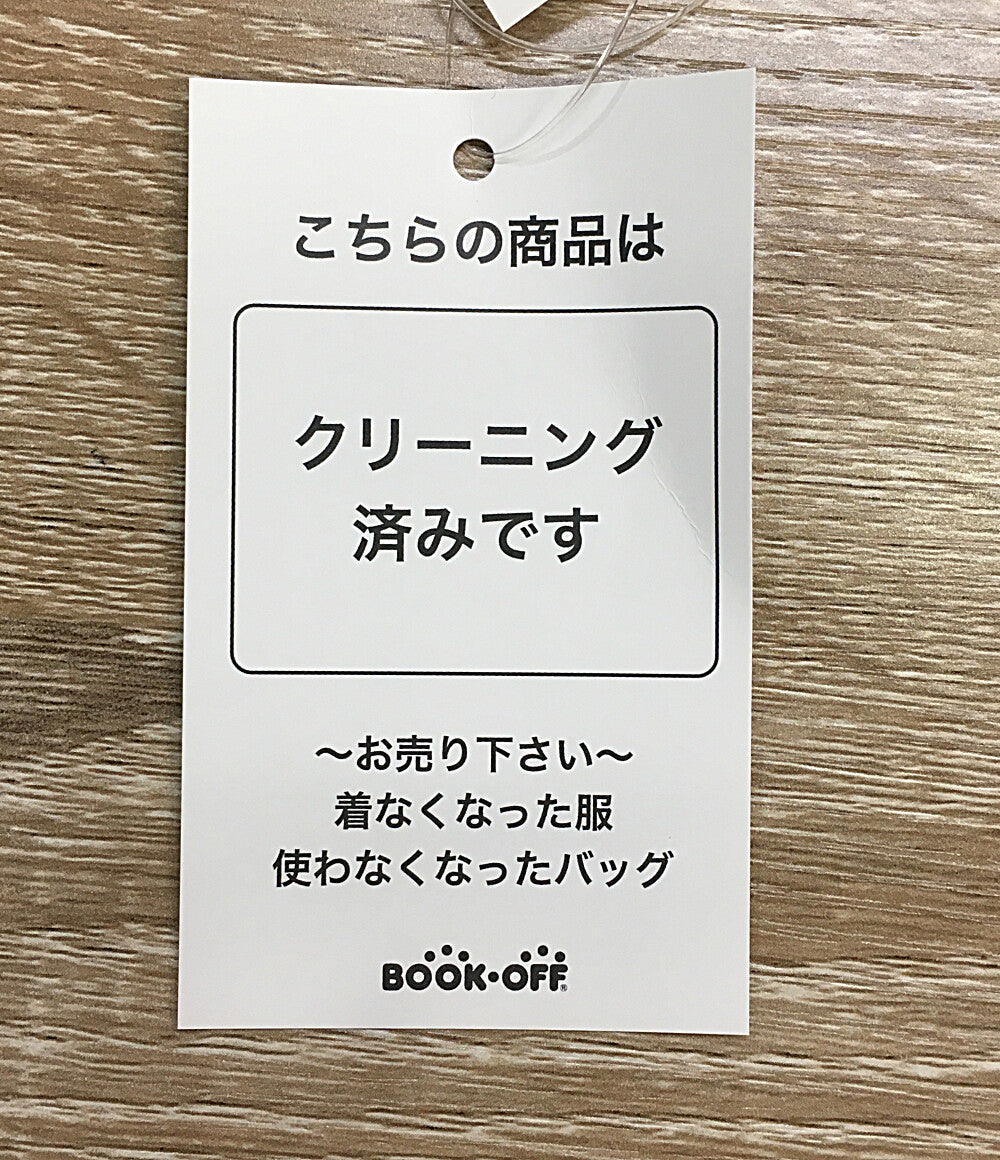 こちらの商品は
クリーニング
済みです
〜お売り下さい〜
着なくなった服
使わなくなったバッグ
BOOK・OFF®